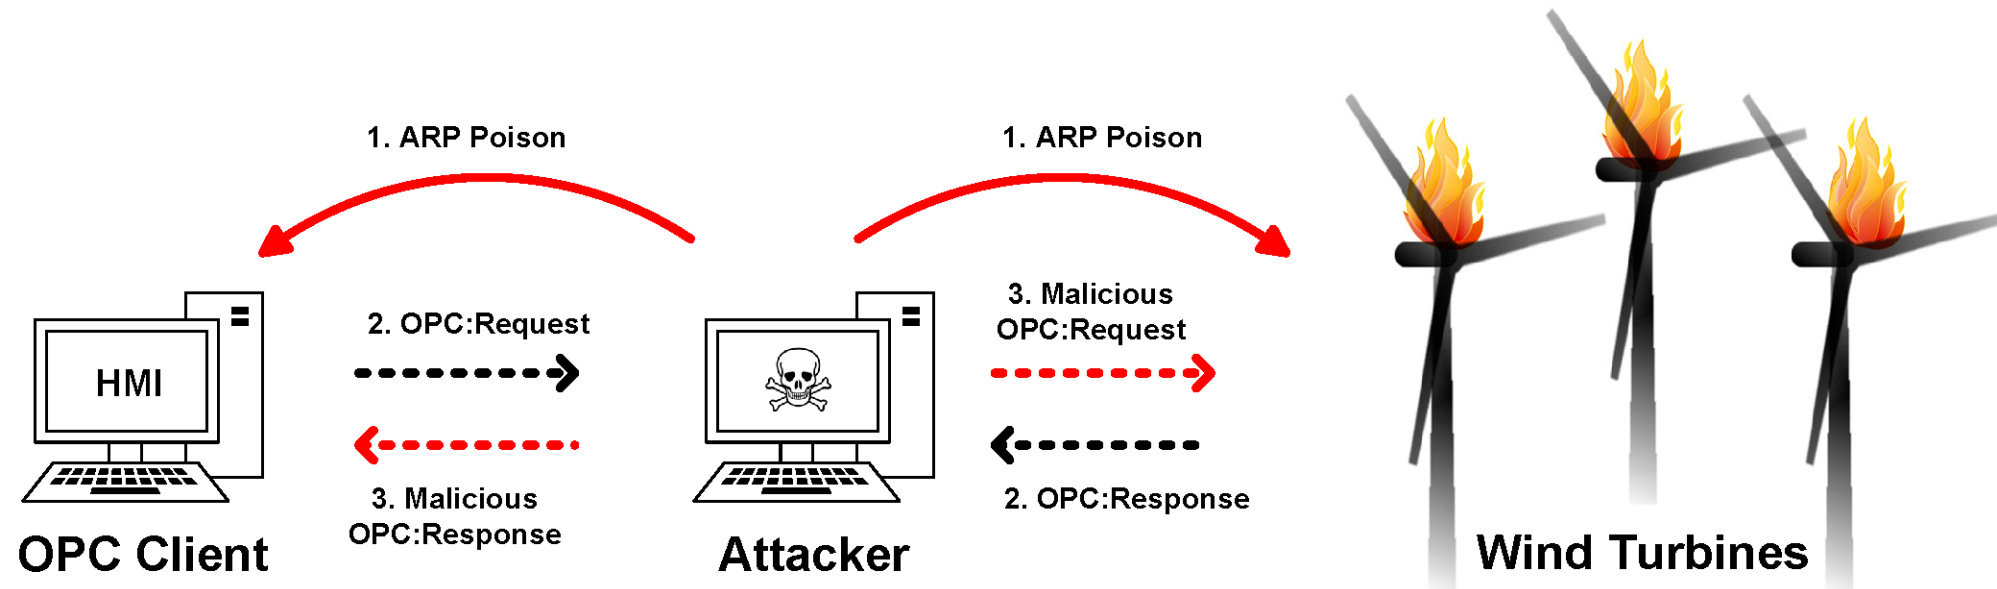 1. ARP Poison
1. ARP Poison
2. OPC:Request
3. Malicious
OPC:Request
HMI
3. Malicious
OPC:Response
2. OPC:Response
OPC Client
Attacker
Wind Turbines